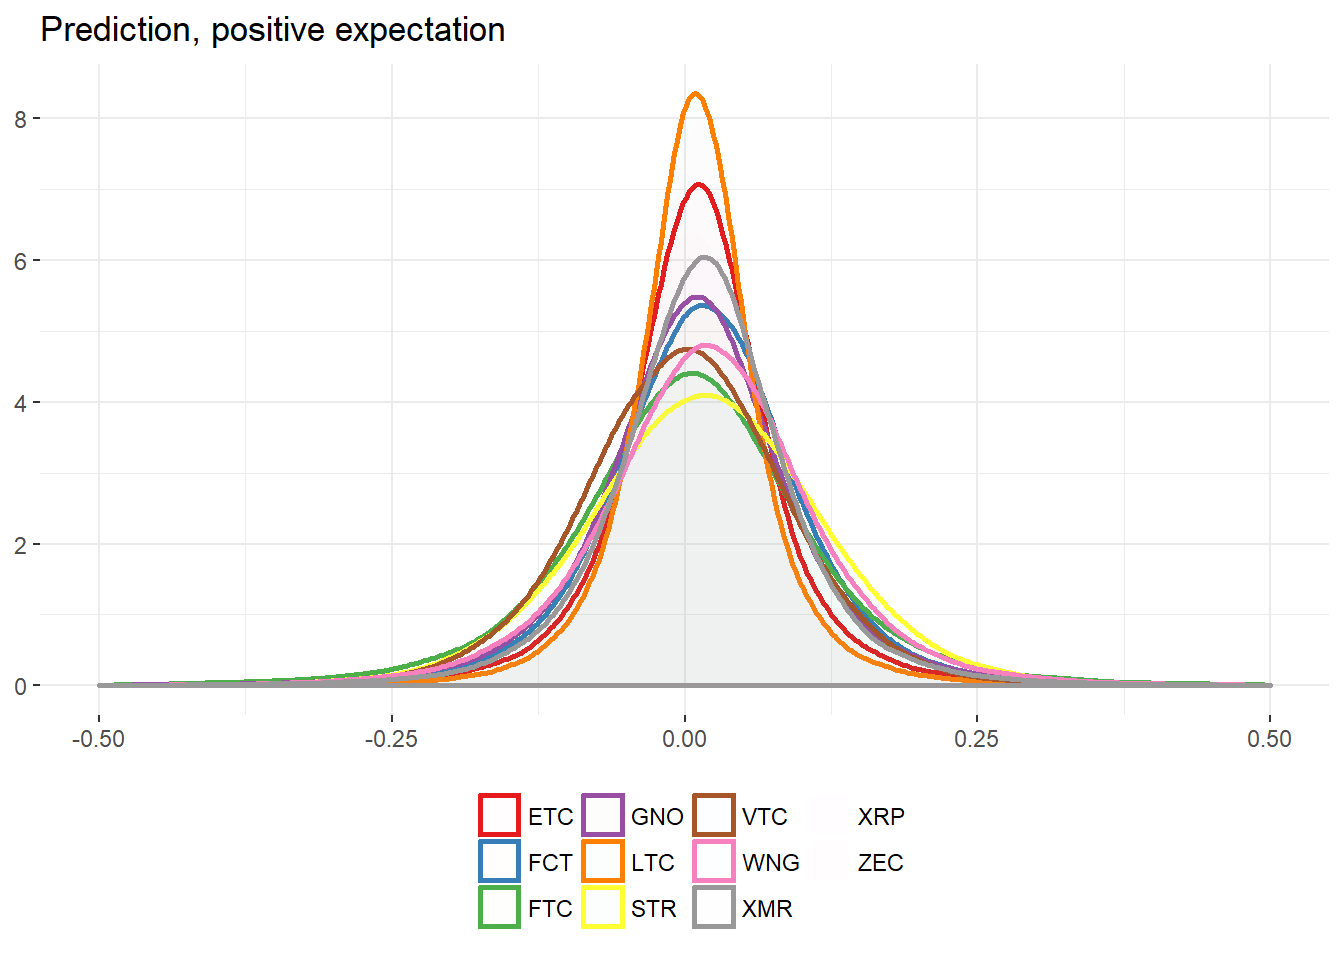 Prediction, positive expectation
8
6
4
2
0
-0.50 -0.25 0.00 0.25 0.50
ETC GNO VTC XRP
FCT LTC WNG ZEC
FTC STR XMR